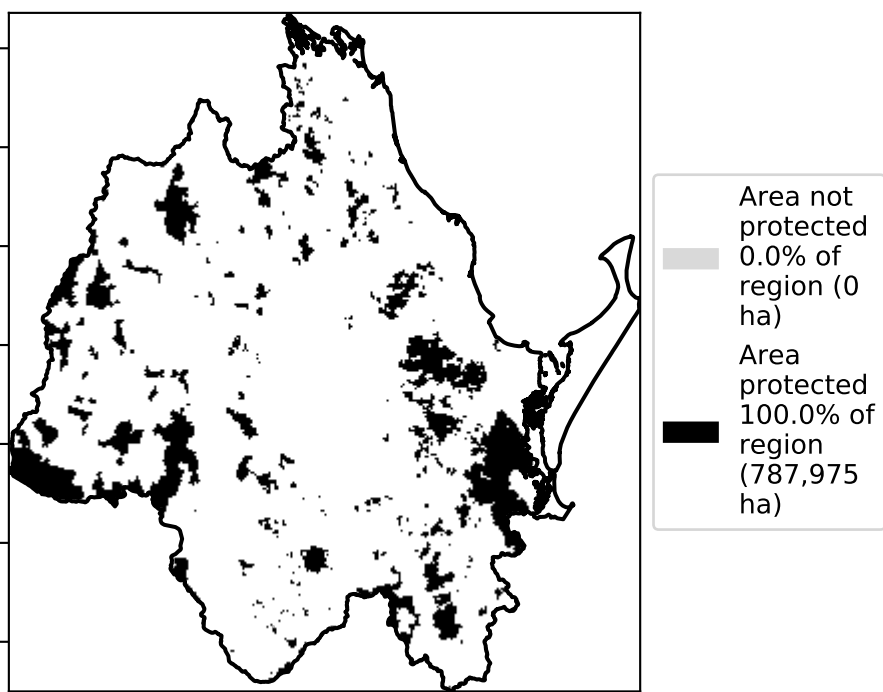 Area not
protected
0.0% of
region (0
ha)
Area
protected
100.0% of
region
(787,975
ha)